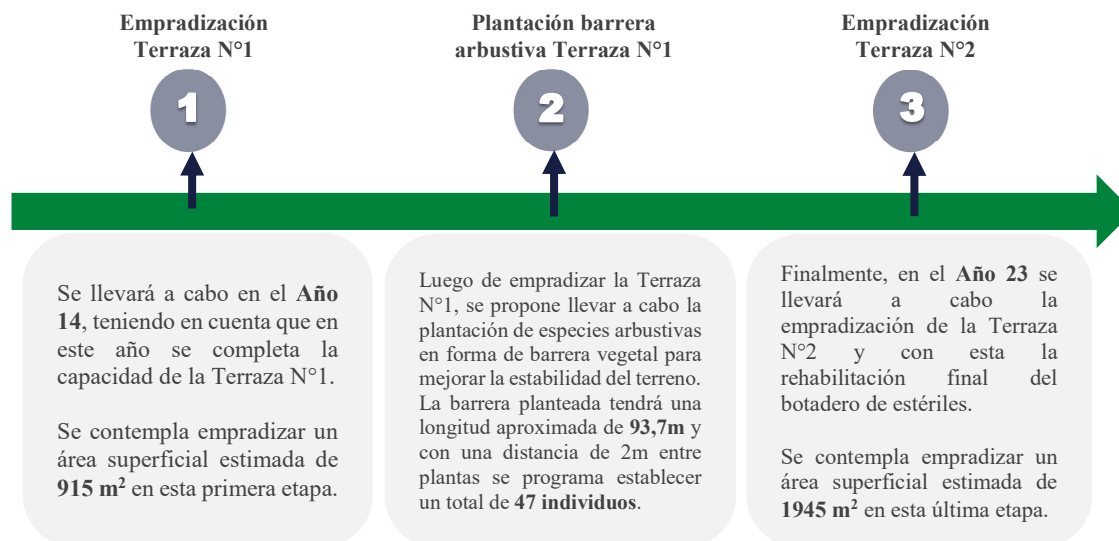 Empradización
Terraza N°1
1
Se llevará a cabo en el Año
14, teniendo en cuenta que en
este año se completa la
capacidad de la Terraza N°1.
Se contempla empradizar un
área superficial estimada de
915 m² en esta primera etapa.
Plantación barrera
arbustiva Terraza N°1
2
Luego de empradizar la Terraza
N°1, se propone llevar a cabo la
plantación de especies arbustivas
en forma de barrera vegetal para
mejorar la estabilidad del terreno.
La barrera planteada tendrá una
longitud aproximada de 93,7m y
con una distancia de 2m entre
plantas se programa establecer
un total de 47 individuos.
Empradización
Terraza N°2
3
Finalmente, en el Año 23 se
llevará a cabo la
empradización de la Terraza
N°2 y con esta la
rehabilitación final del
botadero de estériles.
Se contempla empradizar un
área superficial estimada de
1945 m² en esta última etapa.